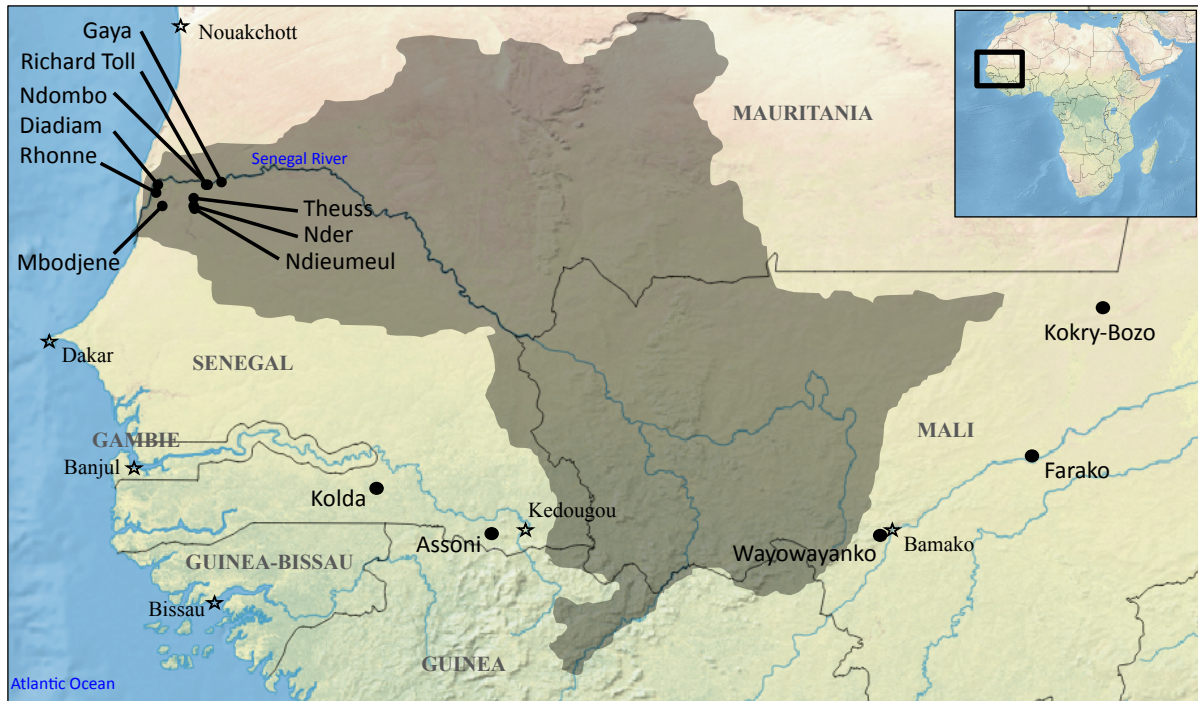 Gaya
Nouakchott
Richard Toll
Ndombo
MAURITANIA
Diadiam
Rhonne
Senegal River
Theuss
Nder
Mbodjene
Ndieumeul
Kokry-Bozo
Dakar
SENEGAL
MALI
GAMBIE
Banjul
Farako
Kolda
Kedougou
Assoni
Wayowayanko
Bamako
GUINEA-BISSAU
Bissau
GUINEA
Atlantic Ocean